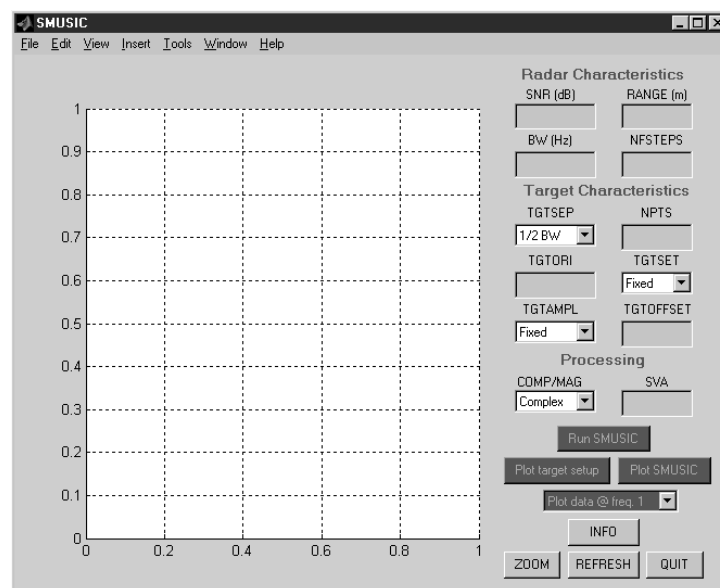 SMUSIC
File Edit View Insert Tools Window Help
Radar Characteristics
SNR (dB) RANGE (m)
BW (Hz) NFSTEPS
Target Characteristics
TGTSEP NPTS
1/2 BW
TGTORI TGTSET
Fixed
TGTAMPL TGTOFFSET
Fixed
Processing
COMP/MAG SVA
Complex
Run SMUSIC
Plot target setup Plot SMUSIC
Plot data @ freq. 1
INFO
ZOOM REFRESH QUIT
1
0.9
0.8
0.7
0.6
0.5
0.4
0.3
0.2
0.1
0
0 0.2 0.4 0.6 0.8 1